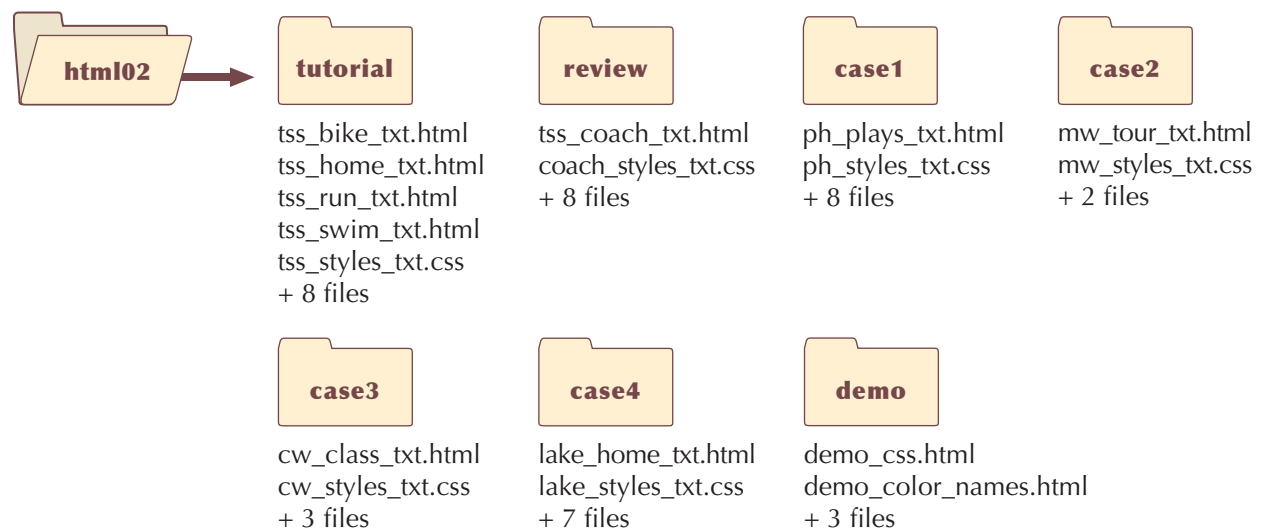 html02
tutorial
tss_bike_txt.html
tss_home_txt.html
tss_run_txt.html
tss_swim_txt.html
tss_styles_txt.css
+ 8 files
review
tss_coach_txt.html
coach_styles_txt.css
+ 8 files
case1
ph_plays_txt.html
ph_styles_txt.css
+ 8 files
case2
mw_tour_txt.html
mw_styles_txt.css
+ 2 files
case3
cw_class_txt.html
cw_styles_txt.css
+ 3 files
case4
lake_home_txt.html
lake_styles_txt.css
+ 7 files
demo
demo_css.html
demo_color_names.html
+ 3 files